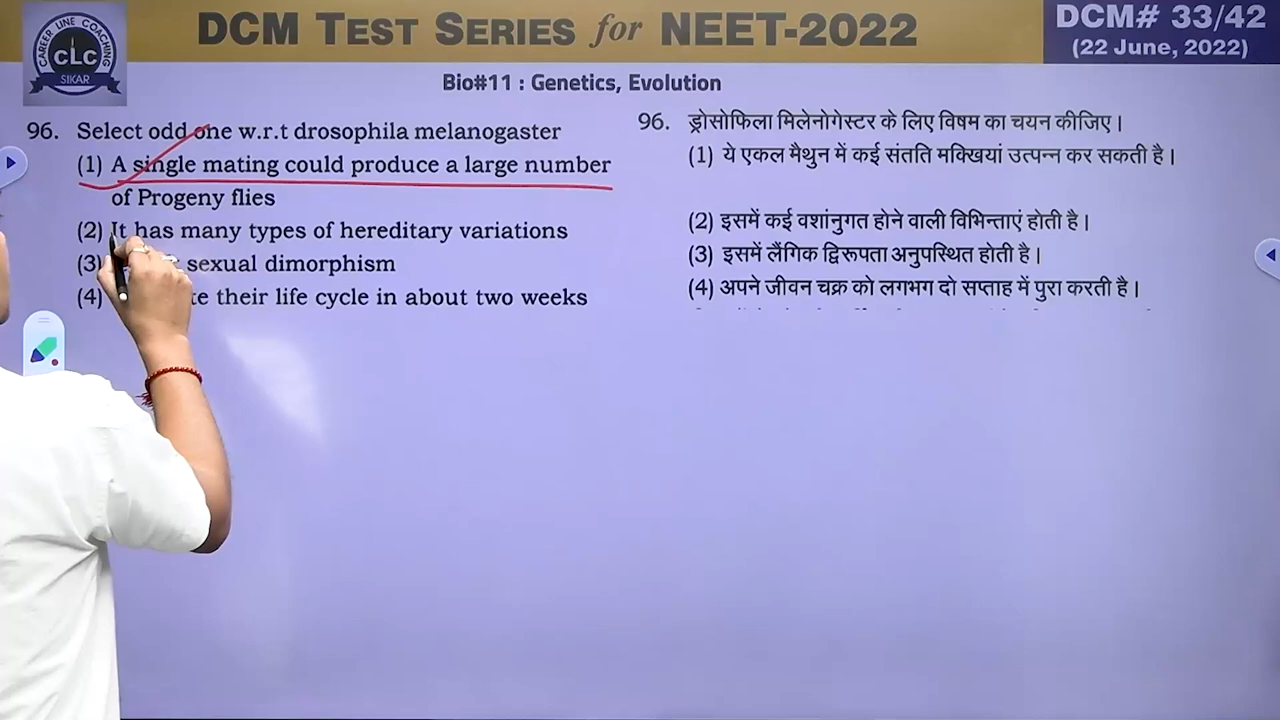 CAREER LINE COACHING
CLC
SIKAR
DCM TEST SERIES for NEET-2022
DCM# 33/42
(22 June, 2022)
Bio#11 : Genetics, Evolution
96. Select odd one w.r.t drosophila melanogaster
(1) A single mating could produce a large number
of Progeny flies
(2) It has many types of hereditary variations
(3) sexual dimorphism
(4) their life cycle in about two weeks
96. ड्रोसोफिला मिलेनोगेस्टर के लिए विषम का चयन कीजिए।
(1) ये एकल मैथुन में कई संतति मक्खियां उत्पन्न कर सकती है।
(2) इसमें कई वशांनुगत होने वाली विभिन्ताएं होती है।
(3) इसमें लैंगिक द्विरूपता अनुपस्थित होती है।
(4) अपने जीवन चक्र को लगभग दो सप्ताह में पुरा करती है।